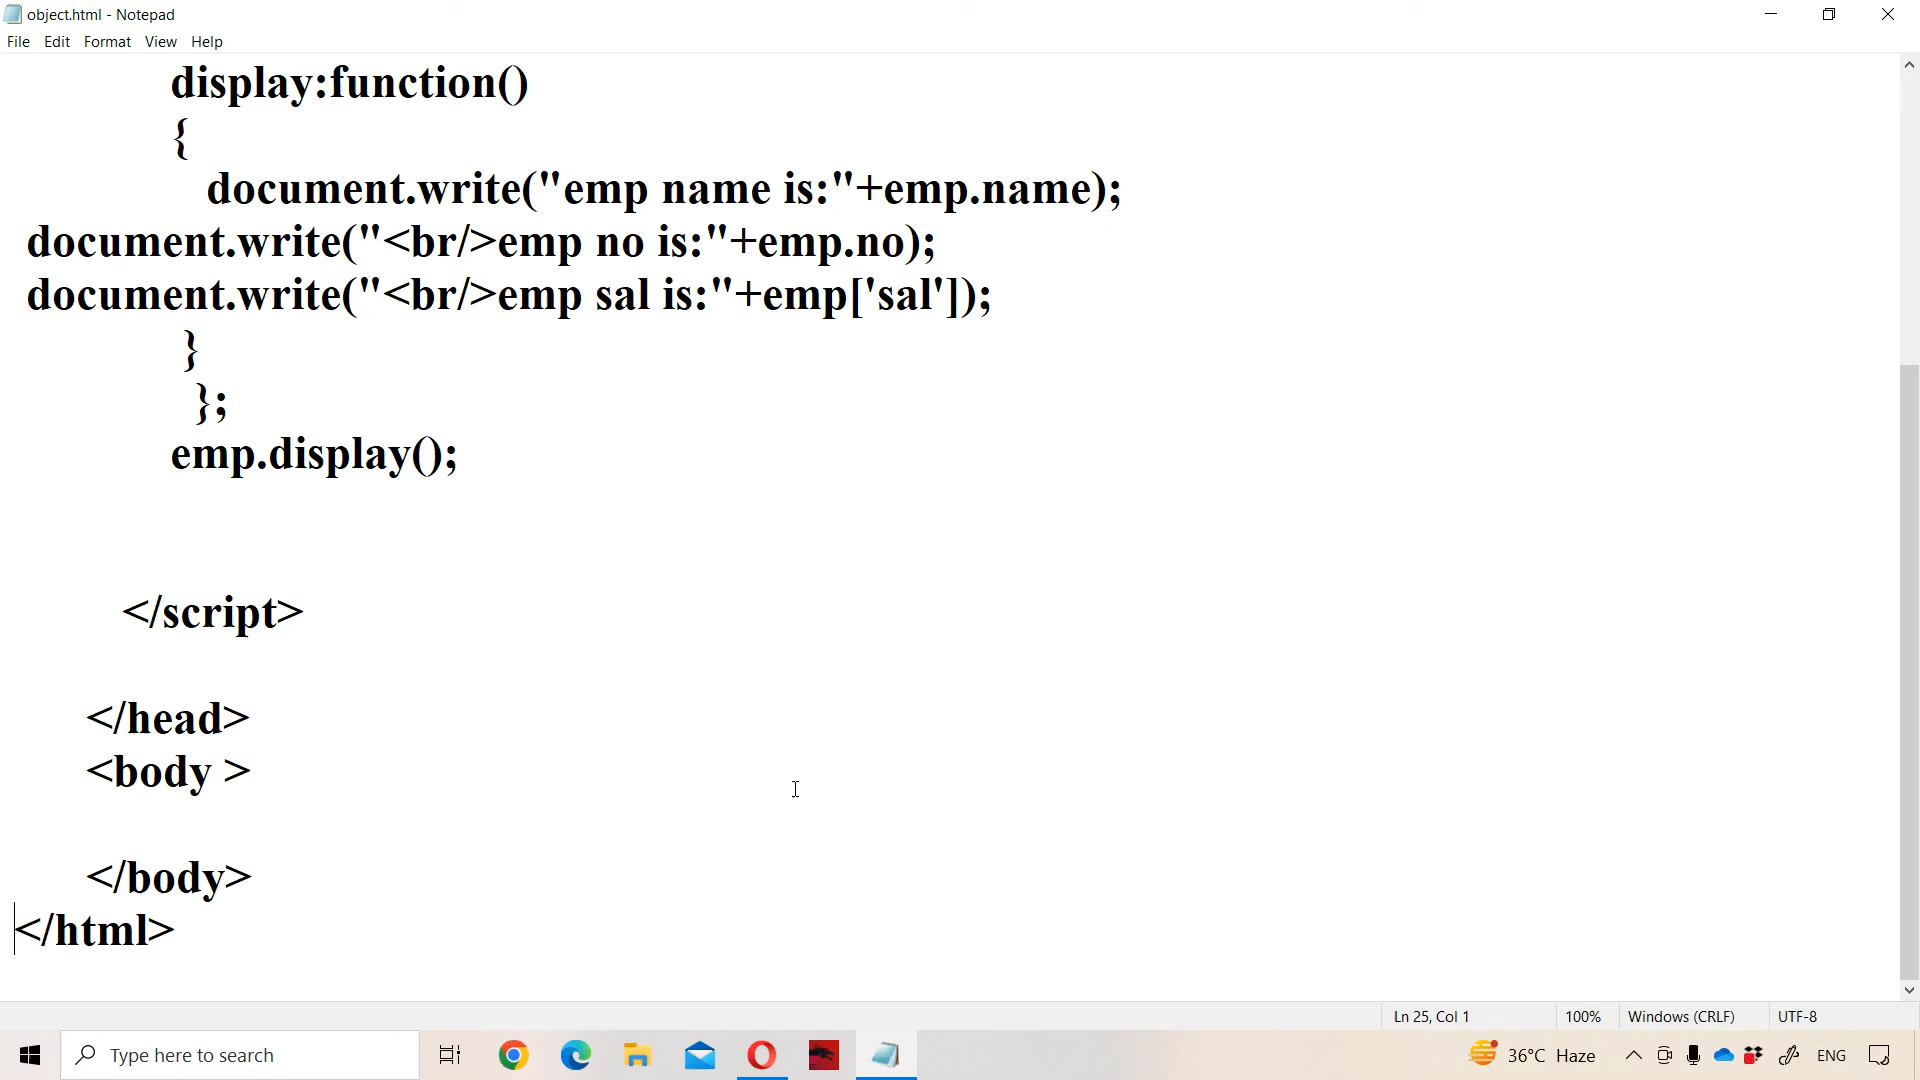 object.html - Notepad
File Edit Format View Help
display:function()
{
document.write("emp name is:"+emp.name);
document.write("<br/>emp no is:"+emp.no);
document.write("<br/>emp sal is:"+emp['sal']);
}
};
emp.display();
</script>
</head>
<body >
</body>
</html>
Ln 25, Col 1 100% Windows (CRLF) UTF-8
Type here to search 36°C Haze ENG